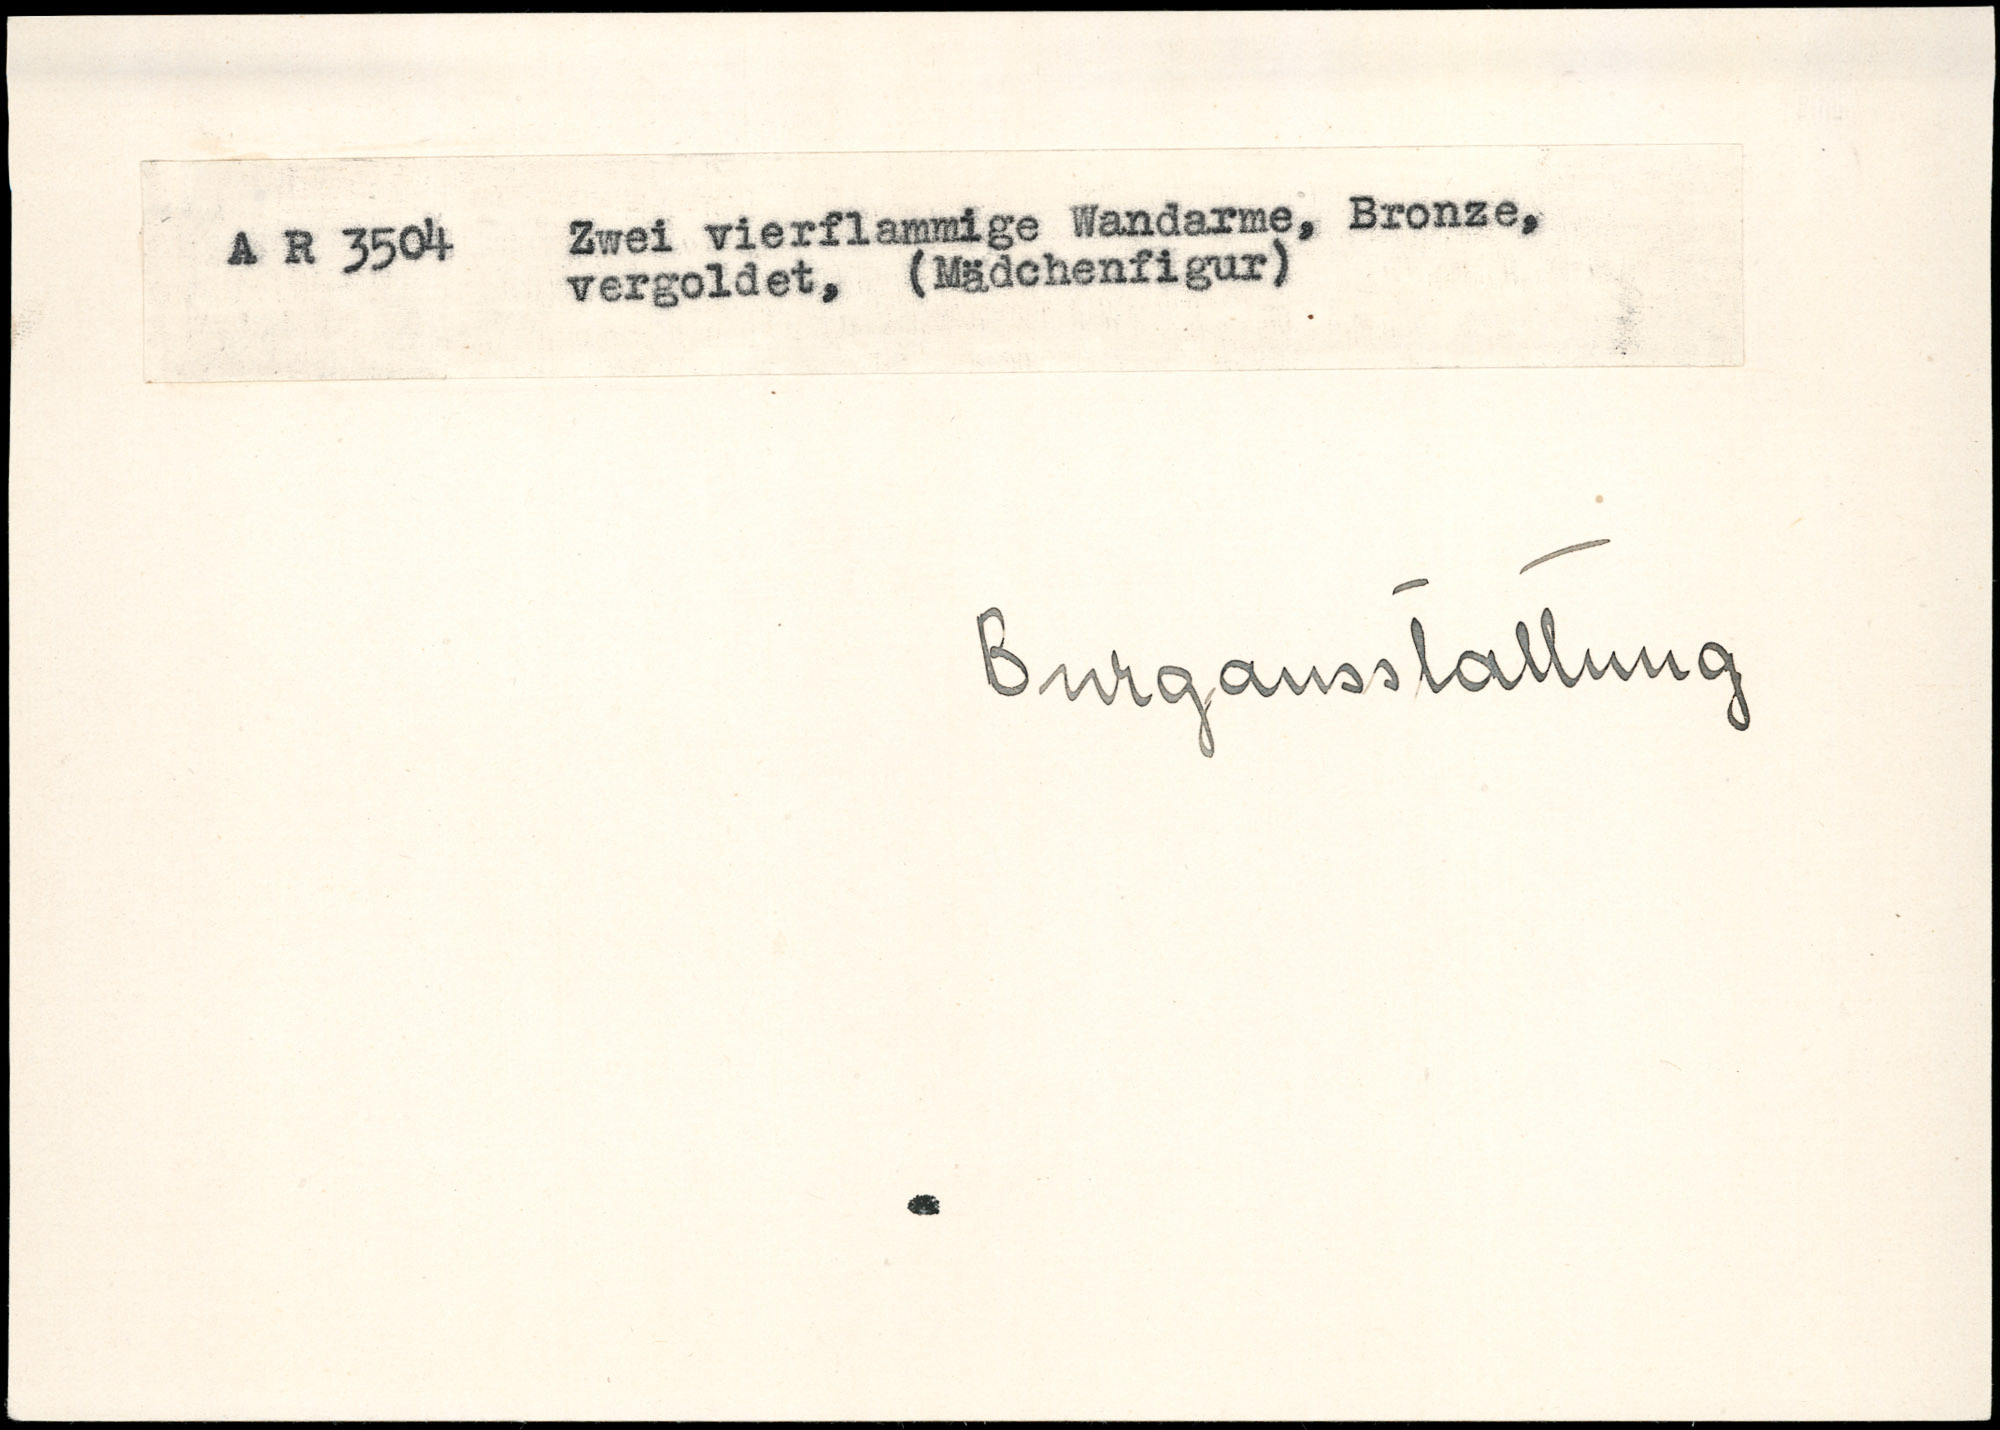 A R 3504 Zwei vierflammige Wandarme, Bronze,
vergoldet, (Mädchenfigur)
Burgausstattung